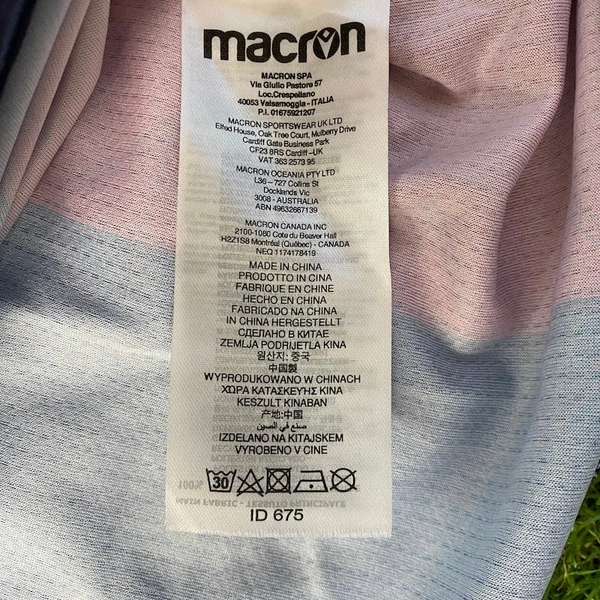 macron
MACRON SPA
Via Giulio Pastore 57
Loc.Crespellano
40053 Valsamoggia - ITALIA
P.I. 01675921207
MACRON SPORTSWEAR UK LTD
Elfed House, Oak Tree Court, Mulberry Drive
Cardiff Gate Business Park
CF23 8RS Cardiff -UK
VAT 363 2573 95
MACRON OCEANIA PTY LTD
L36 - 727 Collins St
Docklands Vic
3008 - AUSTRALIA
ABN 49632667139
MACRON CANADA INC
2100-1080 Cote du Beaver Hall
H2Z1S8 Montréal (Québec) - CANADA
NEQ 1174178419
MADE IN CHINA
PRODOTTO IN CINA
FABRIQUE EN CHINE
HECHO EN CHINA
FABRICADO NA CHINA
IN CHINA HERGESTELLT
СДЕЛАНО В КИТАЕ
ZEMLJA PODRIJETLA KINA
원산지: 중국
中国製
WYPRODUKOWANO W CHINACH
ΧΩΡΑ ΚΑΤΑΣΚΕΥΗΣ ΚΙΝΑ
KESZULT KINABAN
产地:中国
صنع في الصين
IZDELANO NA KITAJSKEM
VYROBENO V CINE
30
100%
MAIN FABRIC - TESSUTO PRINCIPALE
ID 675